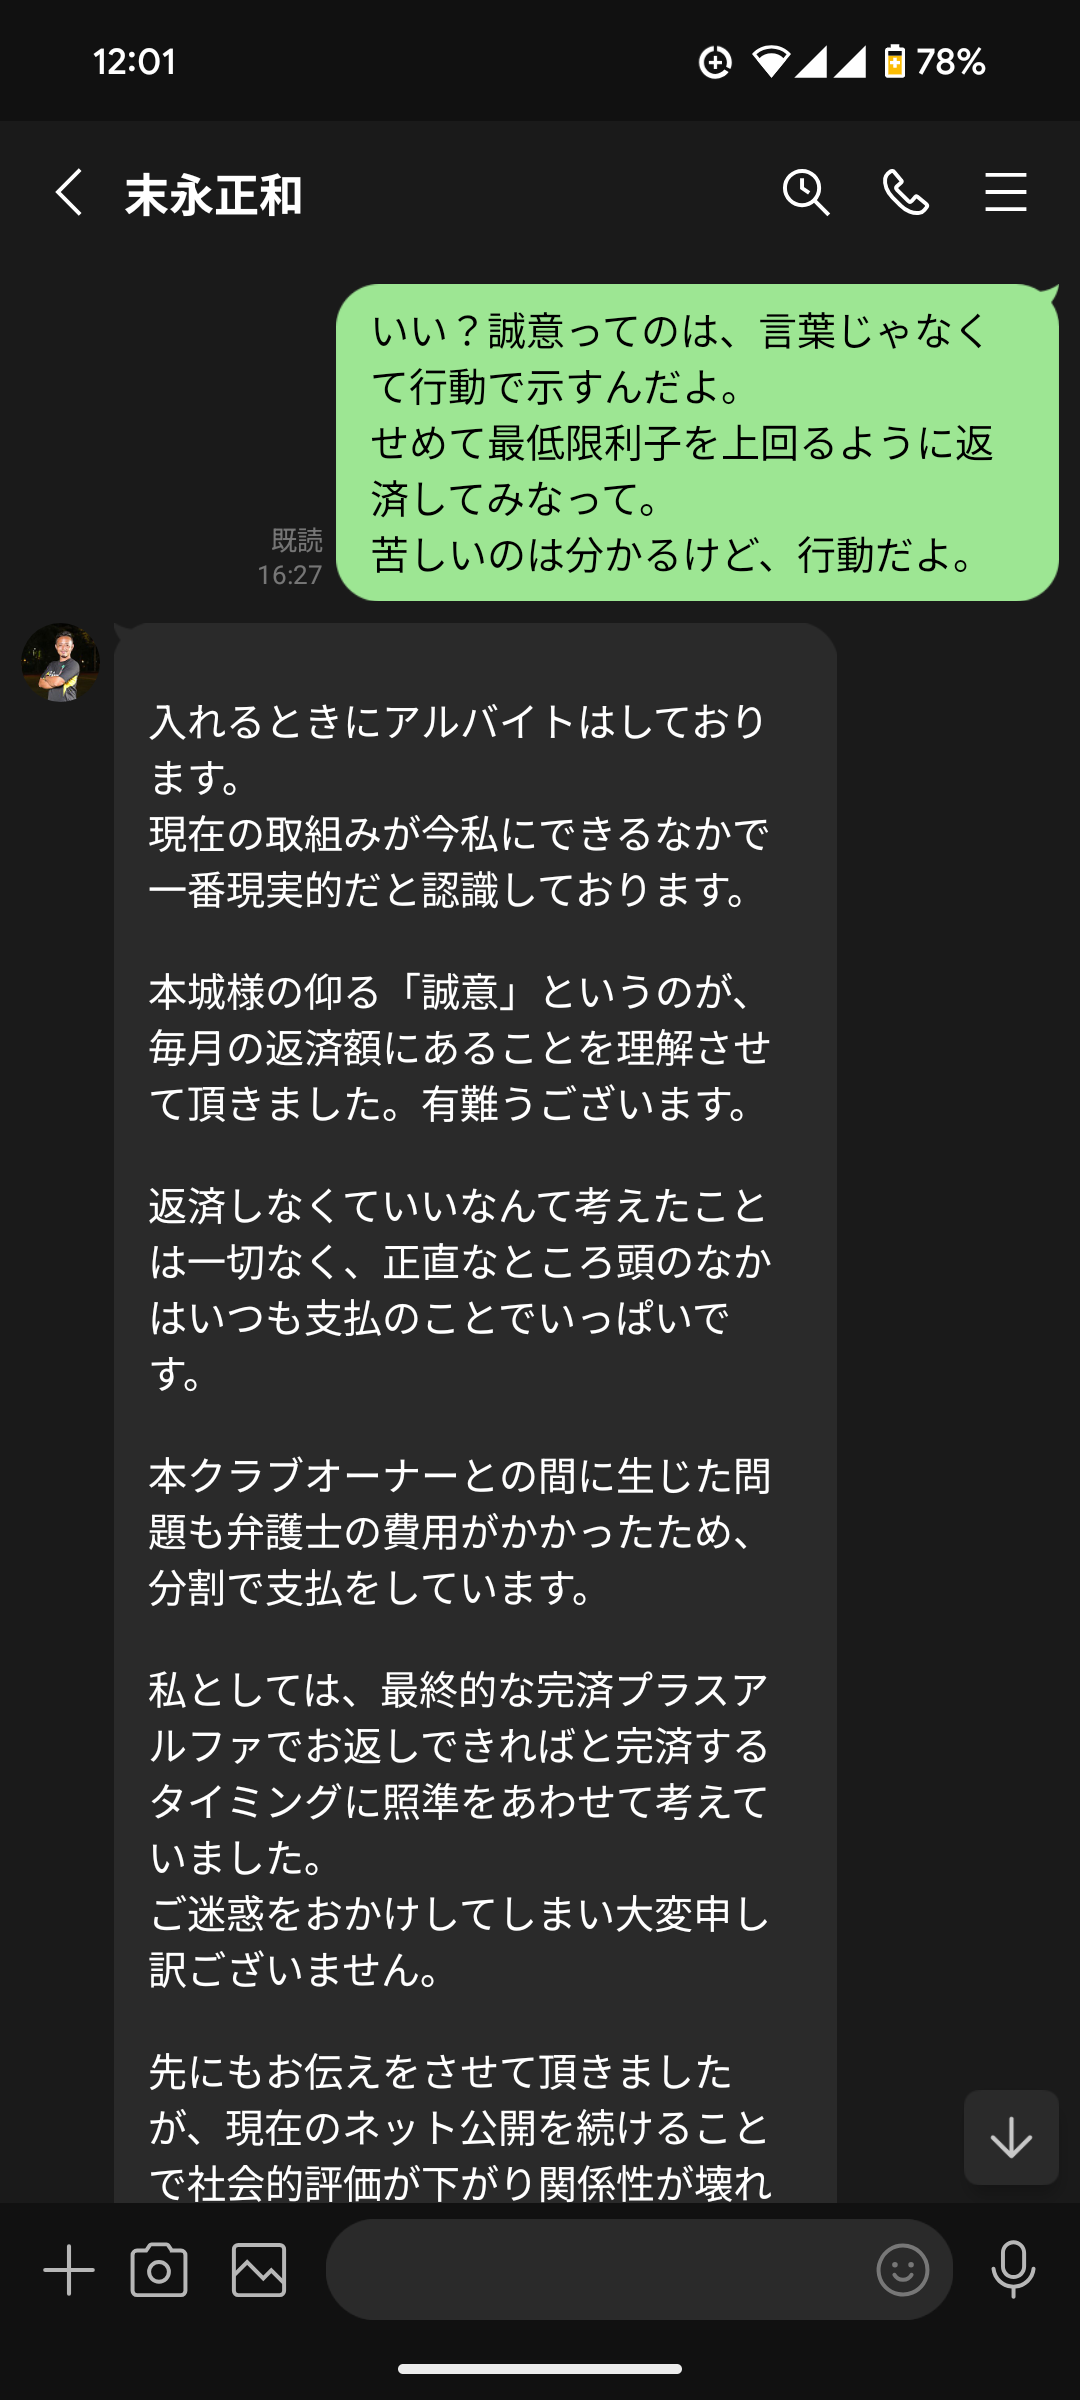 12:01
78%
末永正和
いい？誠意ってのは、言葉じゃなく
て行動で示すんだよ。
せめて最低限利子を上回るように返
済してみなって。
苦しいのは分かるけど、行動だよ。
既読
16:27
入れるときにアルバイトはしており
ます。
現在の取組みが今私にできるなかで
一番現実的だと認識しております。
本城様の仰る「誠意」というのが、
毎月の返済額にあることを理解させ
て頂きました。有難うございます。
返済しなくていいなんて考えたこと
は一切なく、正直なところ頭のなか
はいつも支払のことでいっぱいで
す。
本クラブオーナーとの間に生じた問
題も弁護士の費用がかかったため、
分割で支払をしています。
私としては、最終的な完済プラスア
ルファでお返しできればと完済する
タイミングに照準をあわせて考えて
いました。
ご迷惑をおかけしてしまい大変申し
訳ございません。
先にもお伝えをさせて頂きました
が、現在のネット公開を続けること
で社会的評価が下がり関係性が壊れ